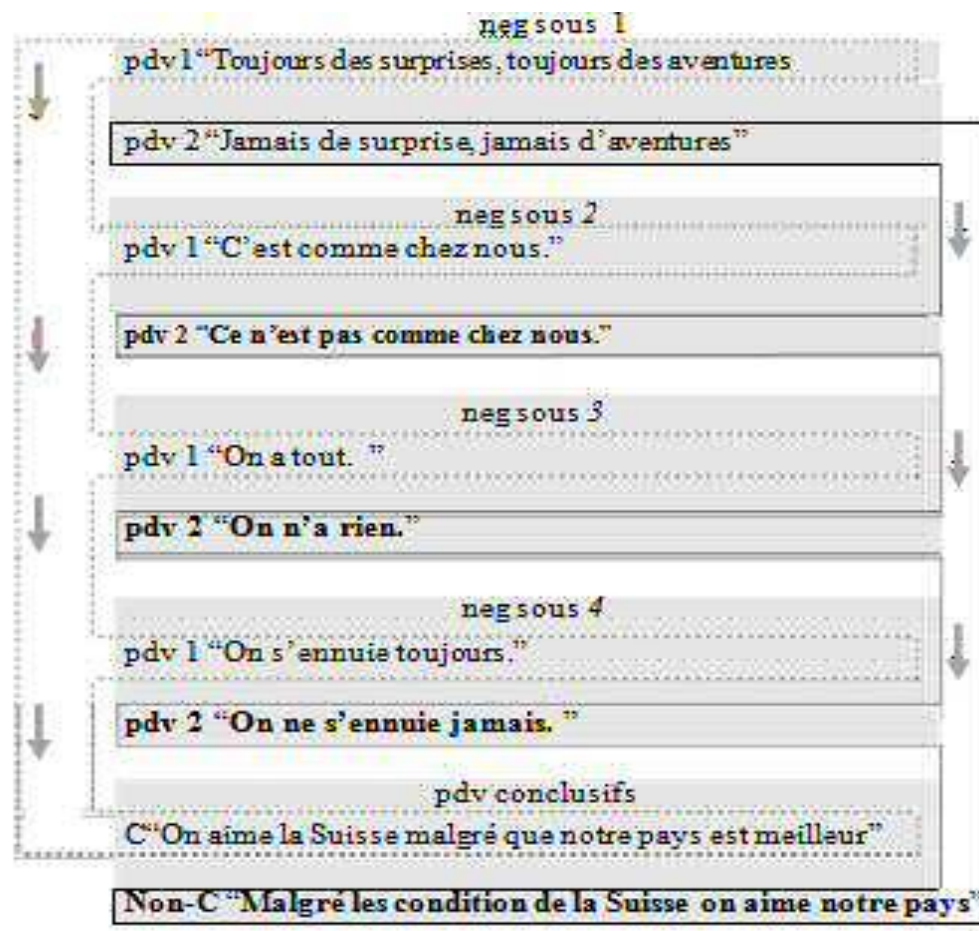 neg sous 1
pdv 1 “Toujours des surprises, toujours des aventures
pdv 2 “Jamais de surprise, jamais d’aventures”
neg sous 2
pdv 1 “C’est comme chez nous.”
pdv 2 “Ce n’est pas comme chez nous.”
neg sous 3
pdv 1 “On a tout. ”
pdv 2 “On n’a rien.”
neg sous 4
pdv 1 “On s’ennuie toujours.”
pdv 2 “On ne s’ennuie jamais. ”
pdv conclusifs
C“On aime la Suisse malgré que notre pays est meilleur”
Non-C “Malgré les condition de la Suisse on aime notre pays”